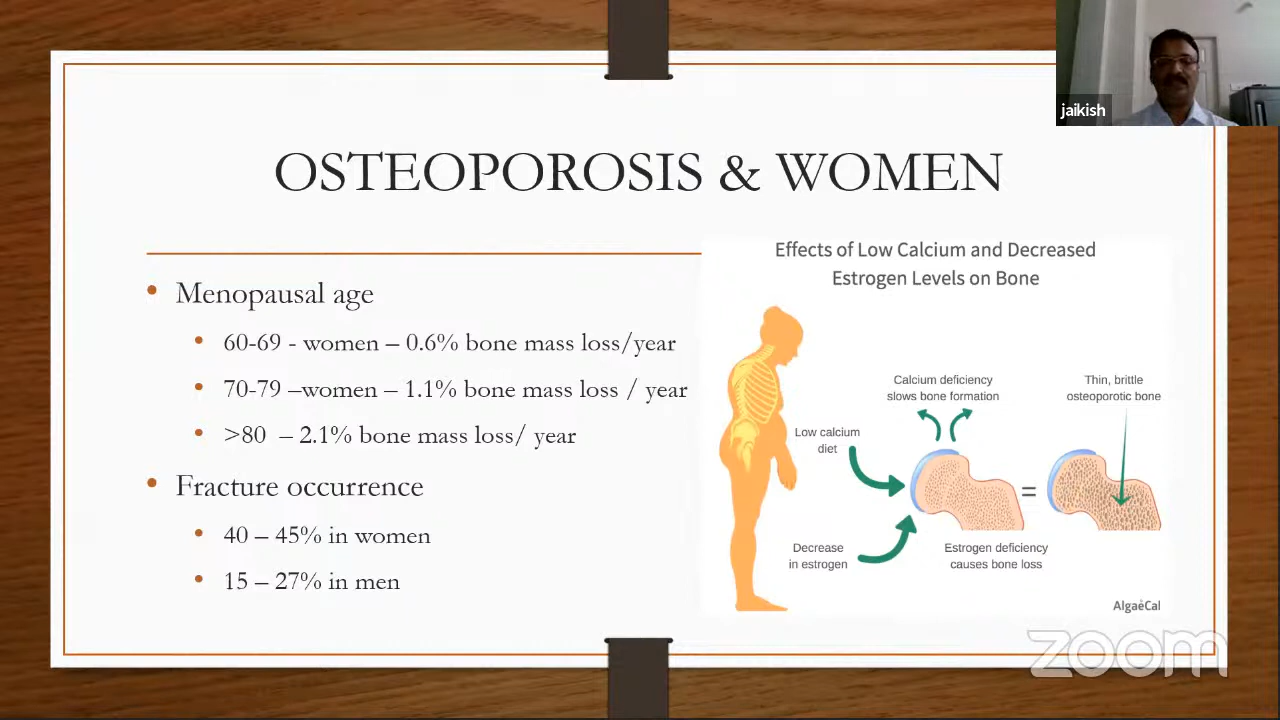 jaikish
OSTEOPOROSIS & WOMEN
• Menopausal age
• 60-69 - women – 0.6% bone mass loss/year
• 70-79 –women – 1.1% bone mass loss / year
• >80 – 2.1% bone mass loss/ year
• Fracture occurrence
• 40 – 45% in women
• 15 – 27% in men
Effects of Low Calcium and Decreased
Estrogen Levels on Bone
Calcium deficiency
slows bone formation
Thin, brittle
osteoporotic bone
Low calcium
diet
=
Decrease
in estrogen
Estrogen deficiency
causes bone loss
AlgaeCal
zoom